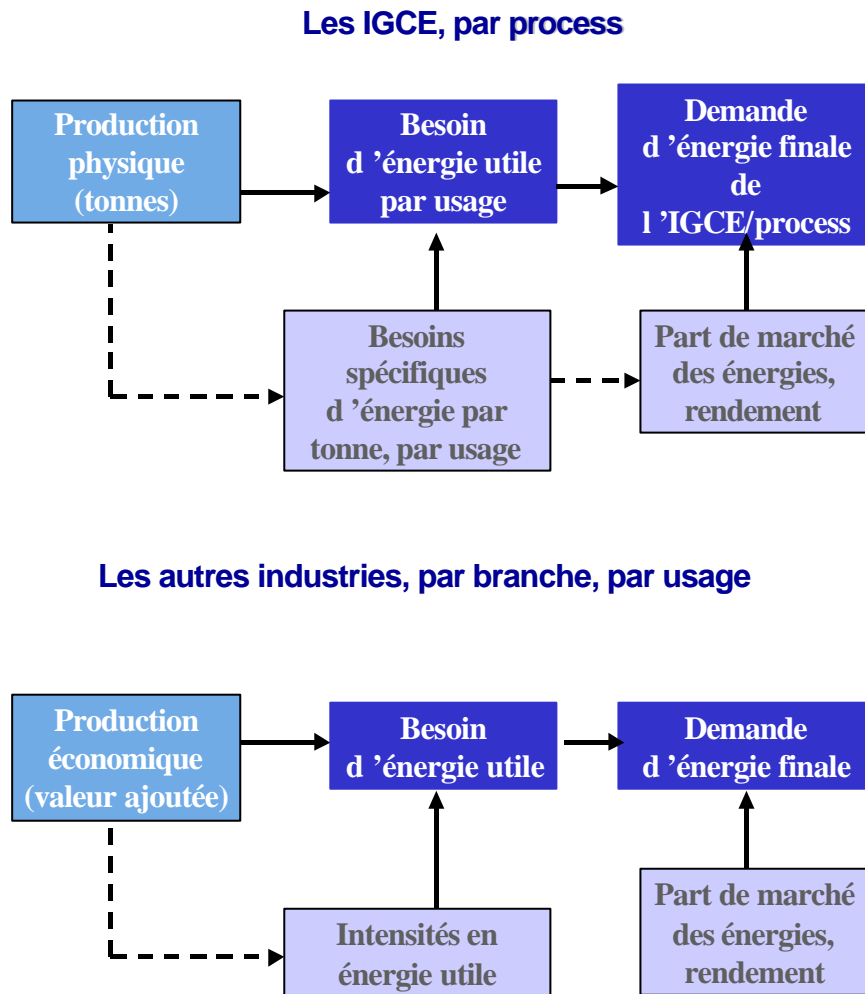 Les IGCE, par process
Production
physique
(tonnes)
Besoin
d ’énergie utile
par usage
Demande
d ’énergie finale
de
l ’IGCE/process
Besoins
spécifiques
d ’énergie par
tonne, par usage
Part de marché
des énergies,
rendement
Les autres industries, par branche, par usage
Production
économique
(valeur ajoutée)
Besoin
d ’énergie utile
Demande
d ’énergie finale
Intensités en
énergie utile
Part de marché
des énergies,
rendement